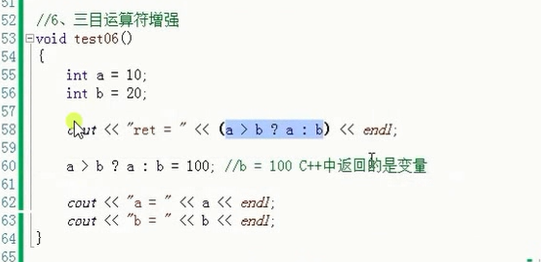 51
52 //6、三目运算符增强
53 void test06()
54 {
55 int a = 10;
56 int b = 20;
57
58 cout << "ret = " << (a > b ? a : b) << endl;
59
60 a > b ? a : b = 100; //b = 100 C++中返回的是变量
61
62 cout << "a = " << a << endl;
63 cout << "b = " << b << endl;
64 }
65